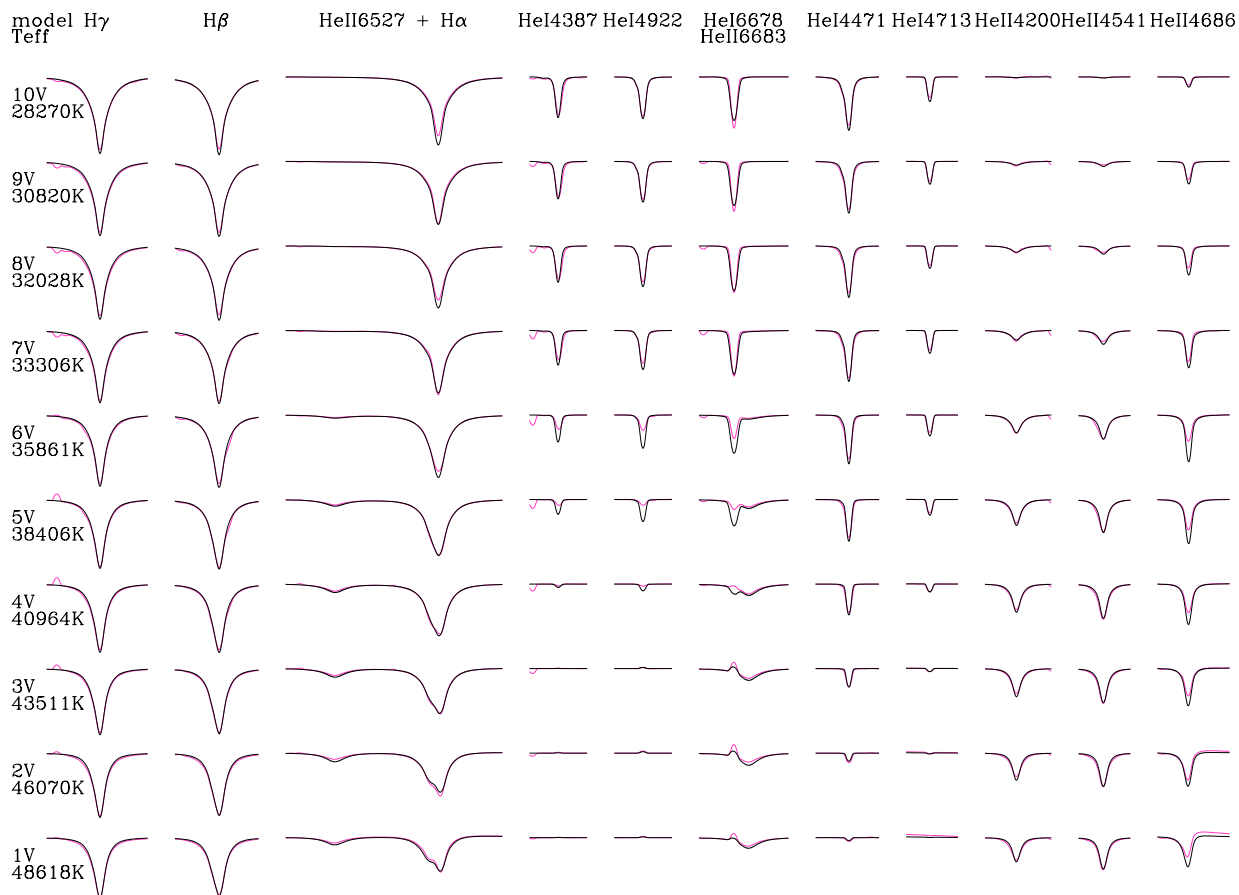 model Hγ Hβ HeII6527 + Hα HeI4387 HeI4922 HeI6678 HeI4471 HeI4713 HeII4200 HeII4541 HeII4686
Teff HeII6683
10V
28270K
9V
30820K
8V
32028K
7V
33306K
6V
35861K
5V
38406K
4V
40964K
3V
43511K
2V
46070K
1V
48618K